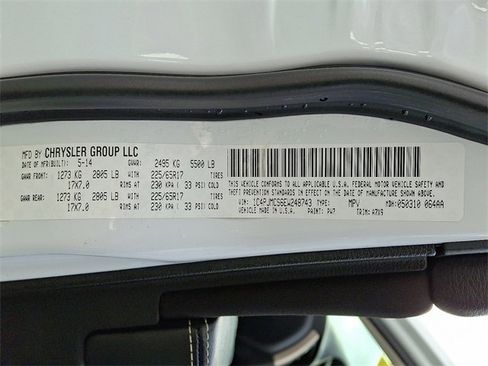 MFD BY CHRYSLER GROUP LLC
DATE OF MFR(BUILT): 5-14 GVWR: 2495 KG 5500 LB
GAWR FRONT: 1273 KG 2805 LB WITH 225/65R17 TIRES
17X7.0 RIMS AT 230 KPA ( 33 PSI) COLD
GAWR REAR: 1273 KG 2805 LB WITH 225/65R17 TIRES
17X7.0 RIMS AT 230 KPA ( 33 PSI) COLD
THIS VEHICLE CONFORMS TO ALL APPLICABLE U.S.A. FEDERAL MOTOR VEHICLE SAFETY
AND THEFT PREVENTION STANDARDS IN EFFECT ON THE DATE OF MANUFACTURE SHOWN ABOVE.
VIN: 1C4PJMCS6EW248743 MPV MDH: 050310 064AA
VEHICLE MADE IN U.S.A. PAINT: PW7 TRIM: A7X9